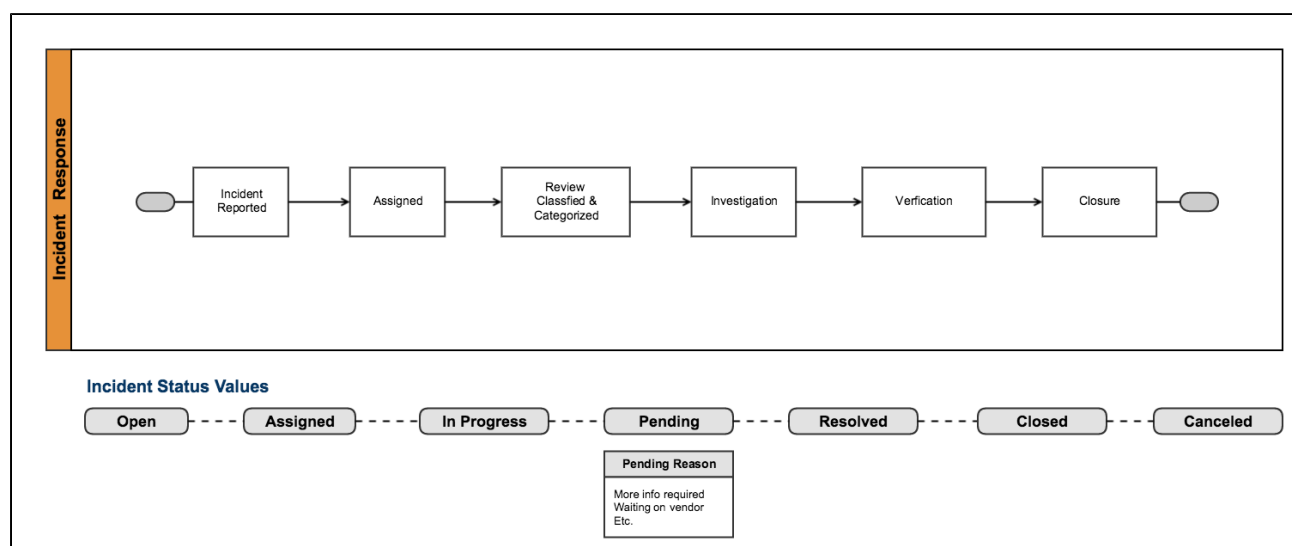 Incident Response
Incident
Reported
Assigned
Review
Classfied &
Categorized
Investigation
Verfication
Closure
Incident Status Values
Open
Assigned
In Progress
Pending
Resolved
Closed
Canceled
Pending Reason
More info required
Waiting on vendor
Etc.